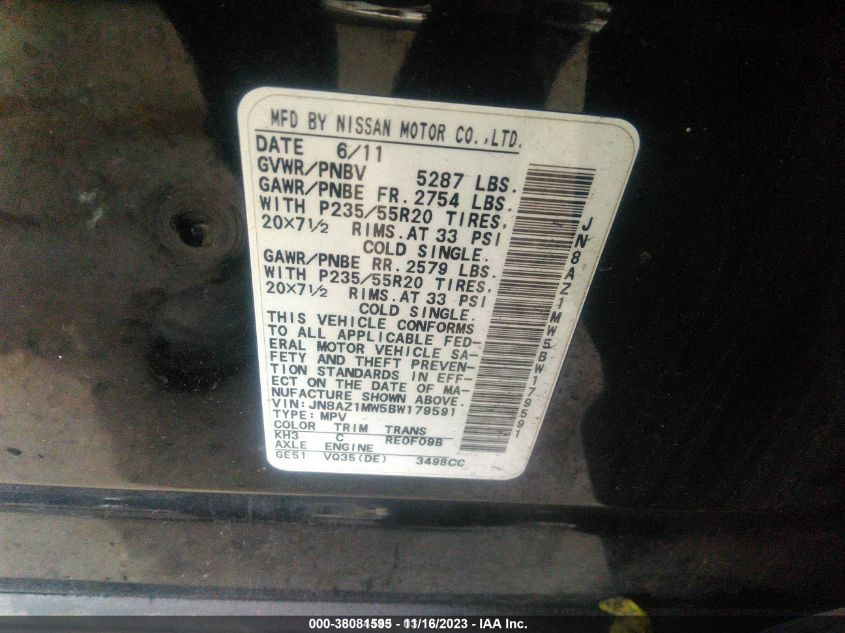 MFD BY NISSAN MOTOR CO.,LTD.
DATE 6/11
GVWR/PNBV 5287 LBS.
GAWR/PNBE FR. 2754 LBS.
WITH P235/55R20 TIRES,
20×7½ RIMS. AT 33 PSI
COLD SINGLE.
GAWR/PNBE RR. 2579 LBS.
WITH P235/55R20 TIRES,
20×7½ RIMS. AT 33 PSI
COLD SINGLE.
THIS VEHICLE CONFORMS
TO ALL APPLICABLE FED-
ERAL MOTOR VEHICLE SA-
FETY AND THEFT PREVEN-
TION STANDARDS IN EFF-
ECT ON THE DATE OF MA-
NUFACTURE SHOWN ABOVE.
VIN: JN8AZ1MW5BW179591
TYPE: MPV
COLOR TRIM TRANS
KH3 C RE0F09B
AXLE ENGINE
GE51 VQ35(DE) 3498CC
JN8AZ1MW5BW179591
000-38081595 - 11/16/2023 - IAA Inc.